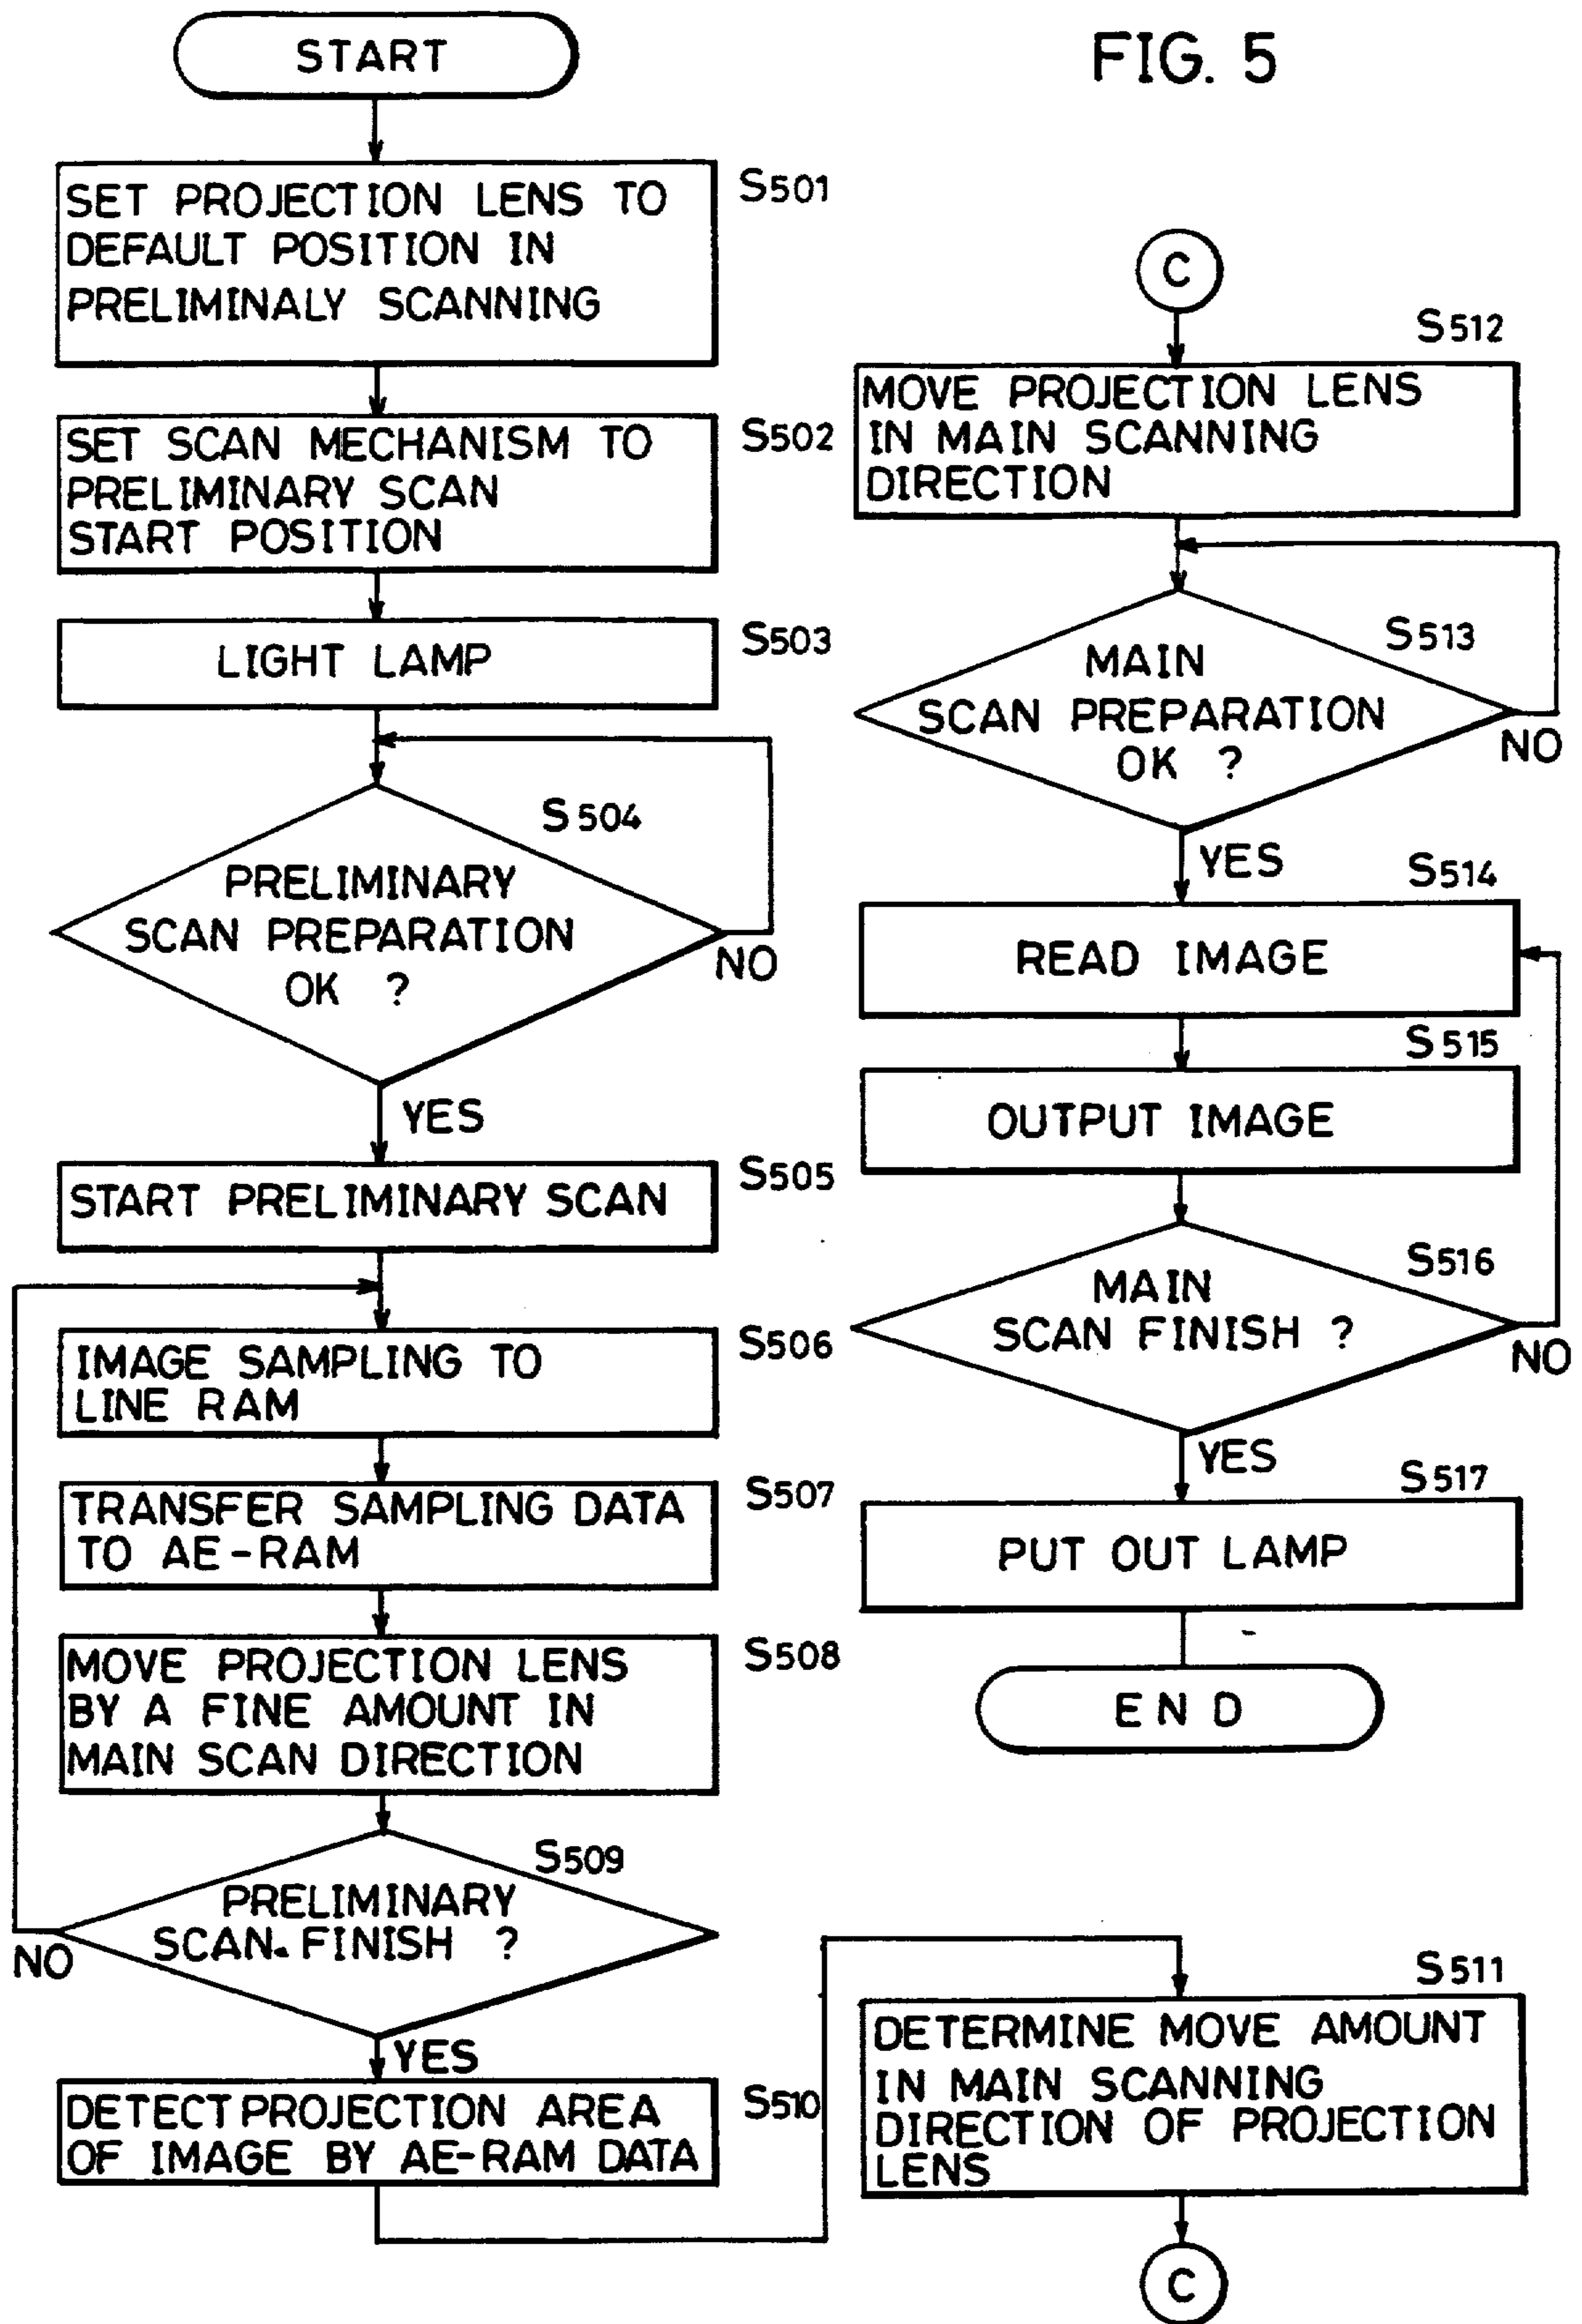 FIG. 5
START
S501
SET PROJECTION LENS TO
DEFAULT POSITION IN
PRELIMINALY SCANNING
S502
SET SCAN MECHANISM TO
PRELIMINARY SCAN
START POSITION
S503
LIGHT LAMP
S504
PRELIMINARY
SCAN PREPARATION
OK ?
NO
YES
S505
START PRELIMINARY SCAN
S506
IMAGE SAMPLING TO
LINE RAM
S507
TRANSFER SAMPLING DATA
TO AE-RAM
S508
MOVE PROJECTION LENS
BY A FINE AMOUNT IN
MAIN SCAN DIRECTION
S509
PRELIMINARY
SCAN. FINISH ?
NO
YES
S510
DETECT PROJECTION AREA
OF IMAGE BY AE-RAM DATA
S511
DETERMINE MOVE AMOUNT
IN MAIN SCANNING
DIRECTION OF PROJECTION
LENS
C
C
S512
MOVE PROJECTION LENS
IN MAIN SCANNING
DIRECTION
S513
MAIN
SCAN PREPARATION
OK ?
NO
YES
S514
READ IMAGE
S515
OUTPUT IMAGE
S516
MAIN
SCAN FINISH ?
NO
YES
S517
PUT OUT LAMP
END